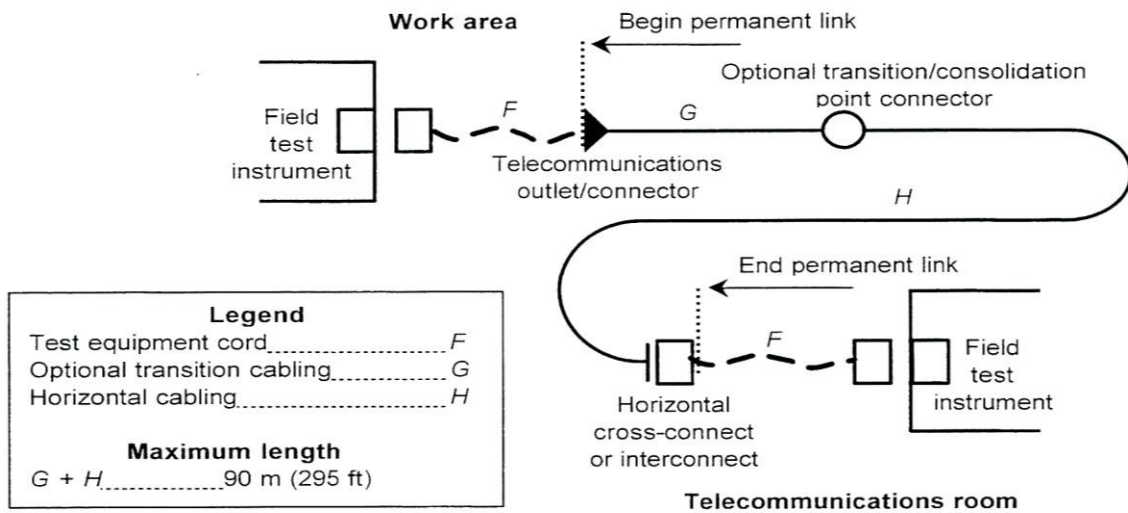 Work area
Begin permanent link
Optional transition/consolidation
point connector
Field
test
instrument
F
G
Telecommunications
outlet/connector
H
End permanent link
Legend
Test equipment cord F
Optional transition cabling G
Horizontal cabling H
Maximum length
G + H 90 m (295 ft)
F
Field
test
instrument
Horizontal
cross-connect
or interconnect
Telecommunications room